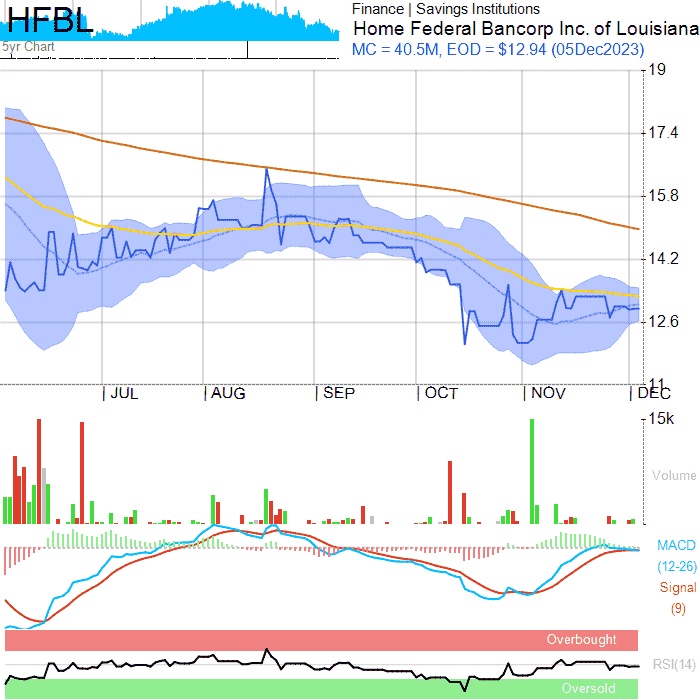 HFBL
5yr Chart
Finance | Savings Institutions
Home Federal Bancorp Inc. of Louisiana
MC = 40.5M, EOD = $12.94 (05Dec2023)
19
17.4
15.8
14.2
12.6
11
JUL AUG SEP OCT NOV DEC
15k
Volume
MACD
(12-26)
Signal
(9)
Overbought
RSI(14)
Oversold